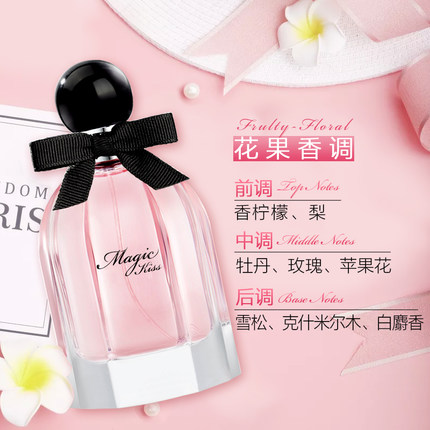 Fruity-Floral
花果香调
前调 Top Notes
香柠檬、梨
中调 Middle Notes
牡丹、玫瑰、苹果花
后调 Base Notes
雪松、克什米尔木、白麝香
NDOM
RIS
Magic
Kiss